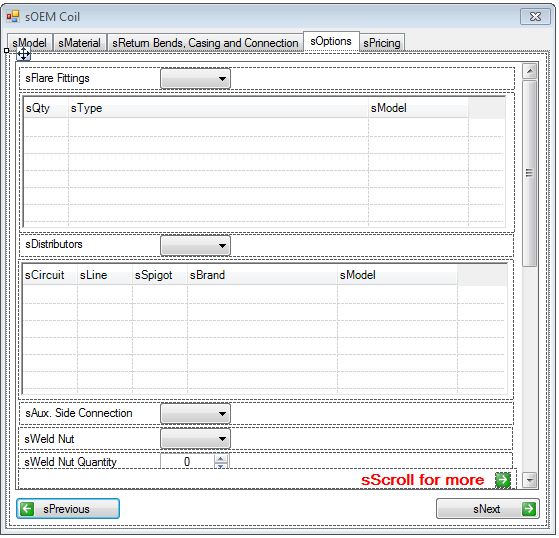 sOEM Coil
sModel sMaterial sReturn Bends, Casing and Connection sOptions sPricing
sFlare Fittings
sQty sType sModel
sDistributors
sCircuit sLine sSpigot sBrand sModel
sAux. Side Connection
sWeld Nut
sWeld Nut Quantity 0
sScroll for more
sPrevious sNext